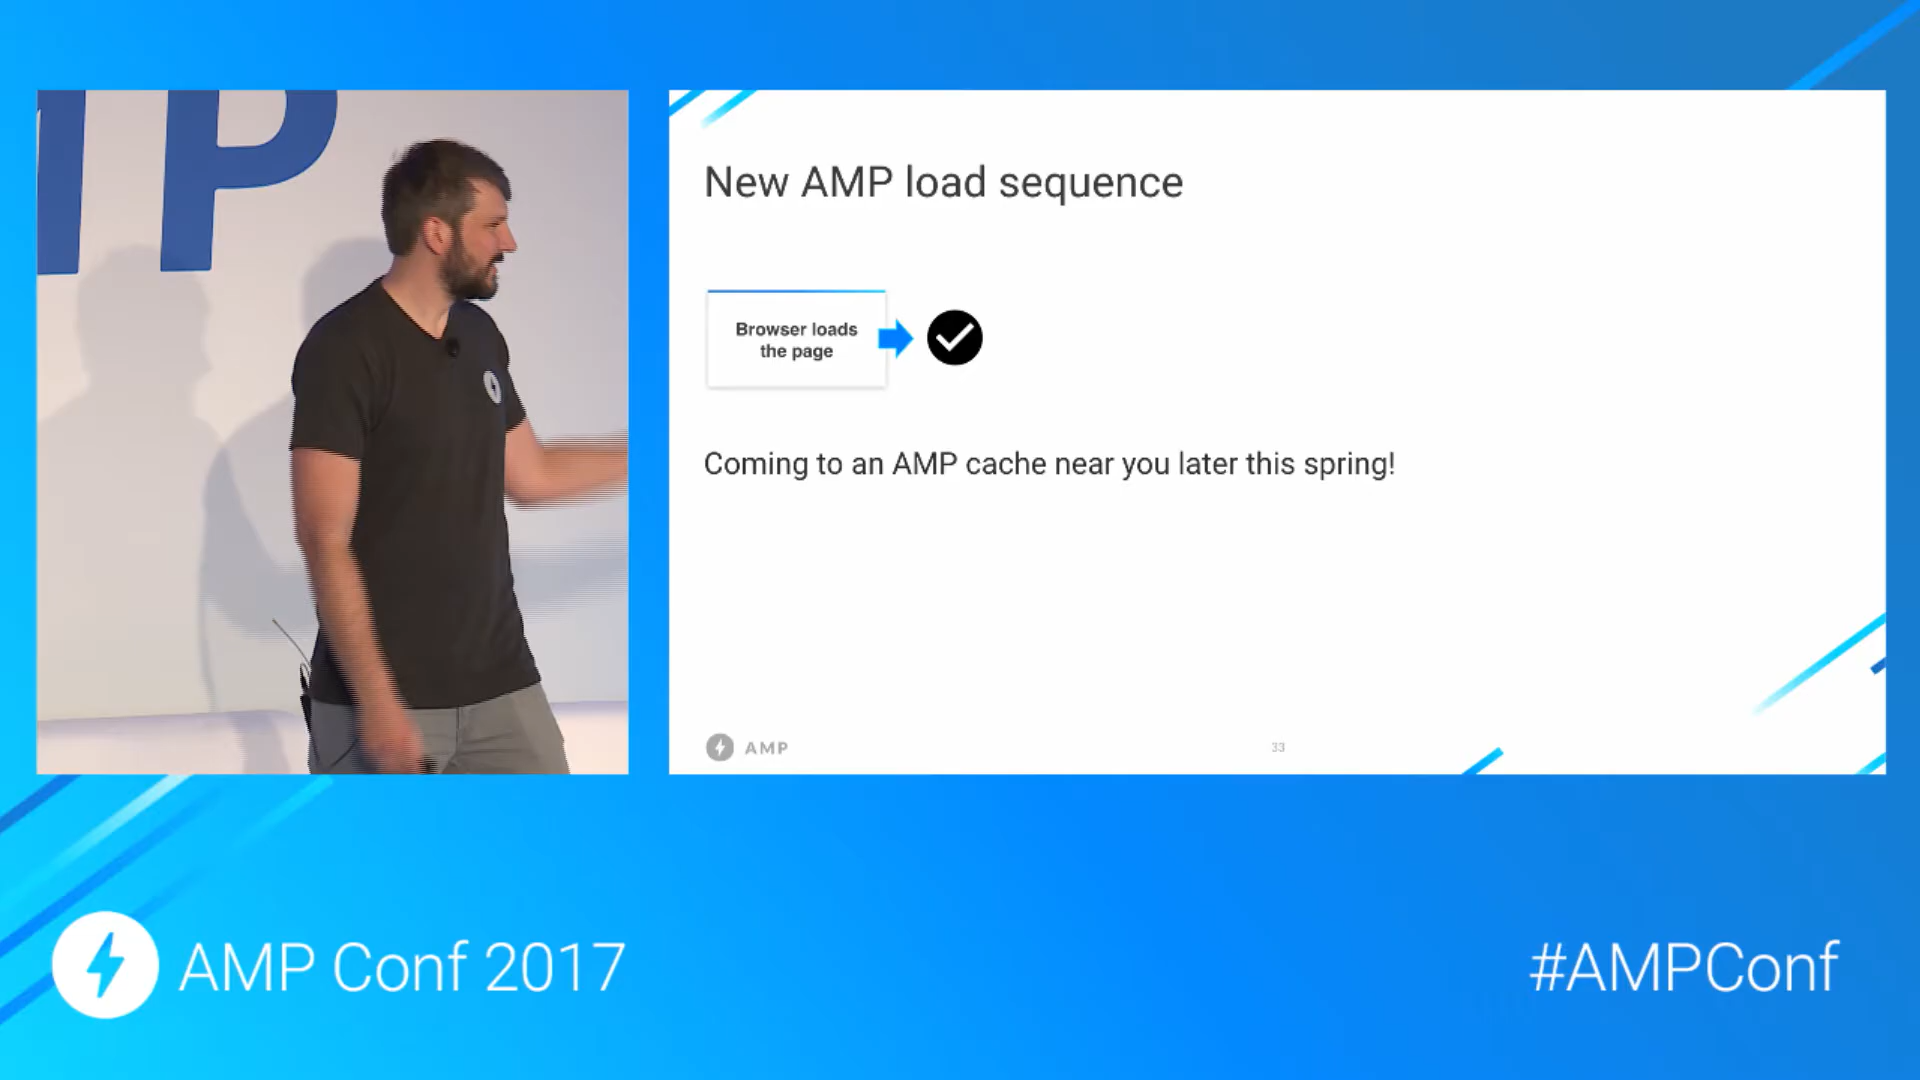 MP
New AMP load sequence
Browser loads
the page
Coming to an AMP cache near you later this spring!
AMP
33
AMP Conf 2017
#AMPConf